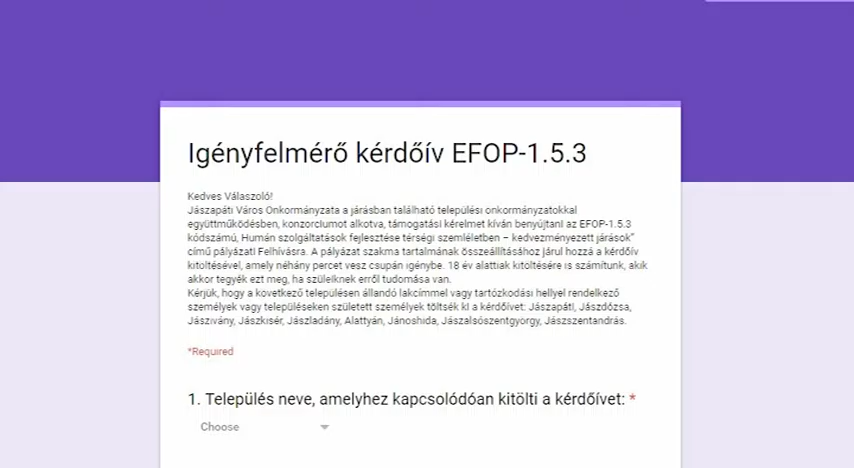 Igényfelmérő kérdőív EFOP-1.5.3
Kedves Válaszoló!
Jászapáti Város Önkormányzata a járásban található települési önkormányzatokkal
együttműködésben, konzorciumot alkotva, támogatási kérelmet kíván benyújtani az EFOP-1.5.3
kódszámú, Humán szolgáltatások fejlesztése térségi szemléletben – kedvezményezett járások”
című pályázati Felhívásra. A pályázat szakma tartalmának összeállításához járul hozzá a kérdőív
kitöltésével, amely néhány percet vesz csupán igénybe. 18 év alattiak kitöltésére is számítunk, akik
akkor tegyék ezt meg, ha szüleiknek erről tudomása van.
Kérjük, hogy a következő településen állandó lakcímmel vagy tartózkodási hellyel rendelkező
személyek vagy településeken született személyek töltsék ki a kérdőívet: Jászapáti, Jászdózsa,
Jászivány, Jászkisér, Jászladány, Alattyán, Jánoshida, Jászalsószentgyörgy, Jászszentandrás.
*Required
1. Település neve, amelyhez kapcsolódóan kitölti a kérdőívet: *
Choose